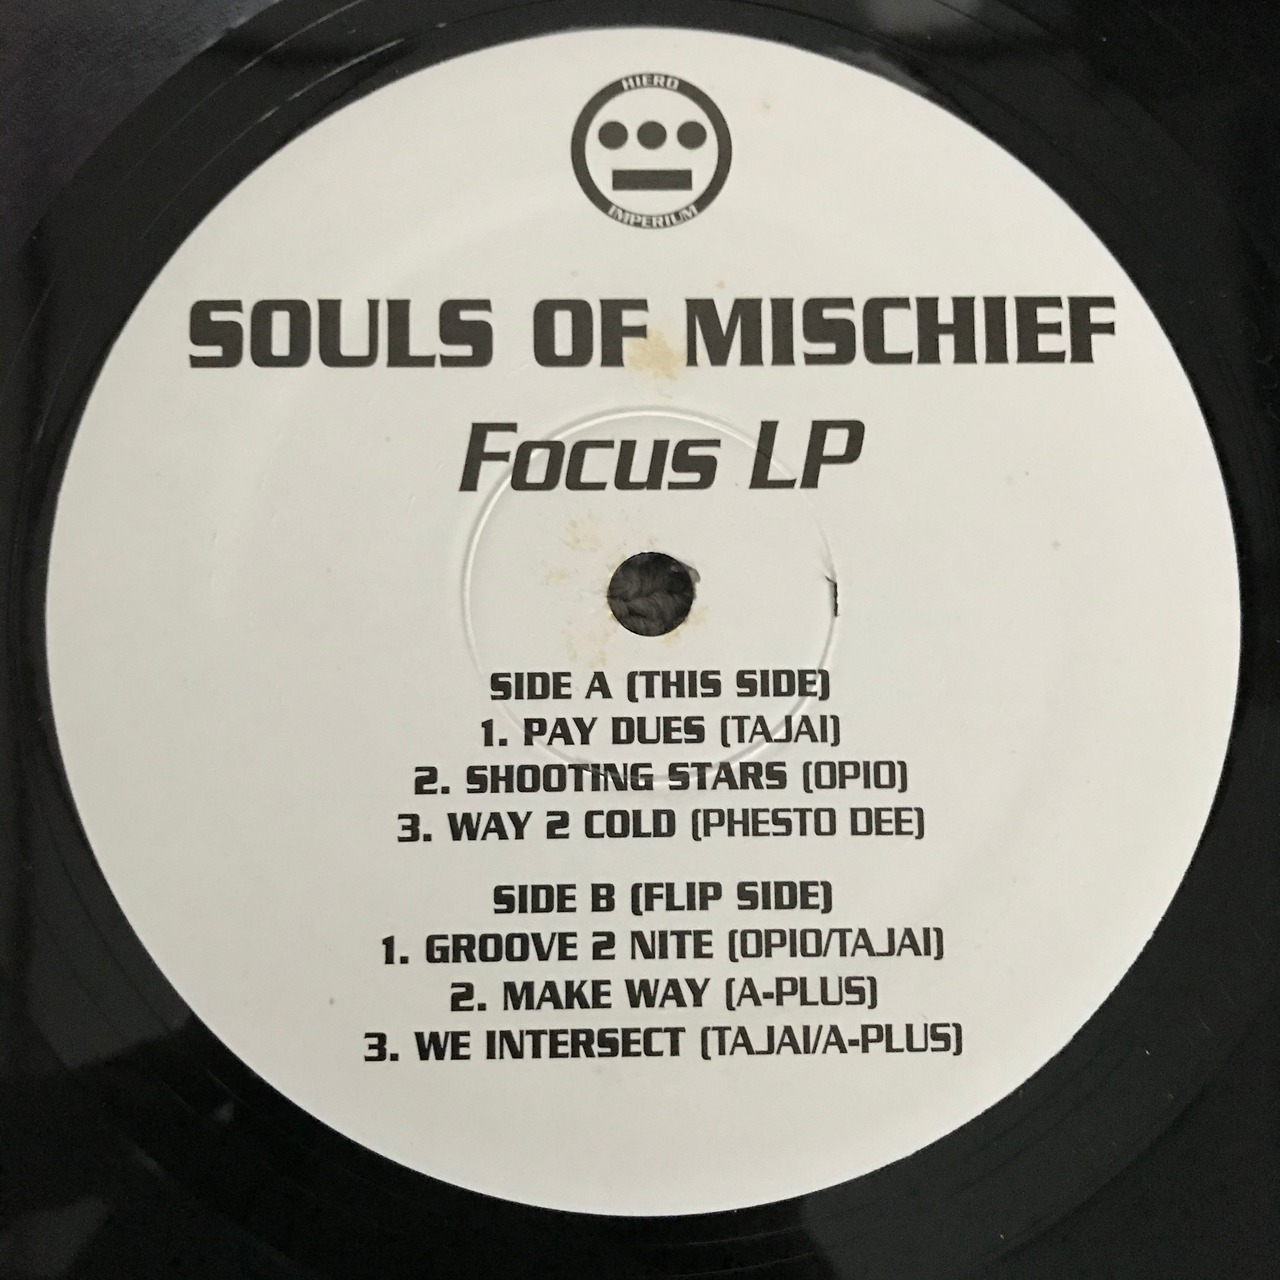 HIERO
IMPERIUM
SOULS OF MISCHIEF
Focus LP
SIDE A (THIS SIDE)
1. PAY DUES (TAJAI)
2. SHOOTING STARS (OPIO)
3. WAY 2 COLD (PHESTO DEE)
SIDE B (FLIP SIDE)
1. GROOVE 2 NITE (OPIO/TAJAI)
2. MAKE WAY (A-PLUS)
3. WE INTERSECT (TAJAI/A-PLUS)